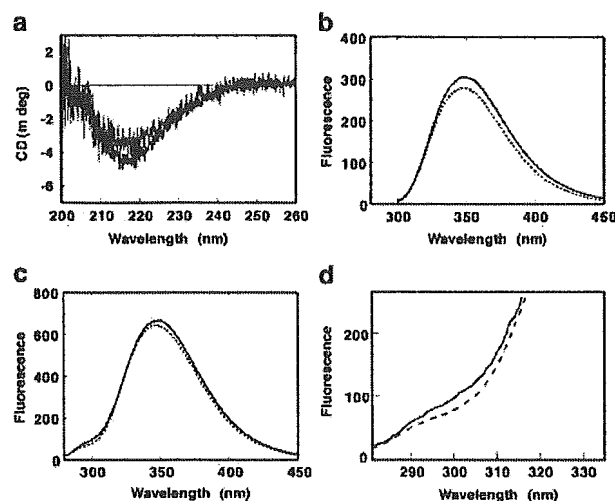 a
b
2
0
-2
-4
-6
CD (m deg)
200 210 220 230 240 250 260
Wavelength (nm)
400
300
200
100
0
Fluorescence
300 350 400 450
Wavelength (nm)
c
d
800
600
400
200
0
Fluorescence
300 350 400 450
Wavelength (nm)
200
100
0
Fluorescence
290 300 310 320 330
Wavelength (nm)